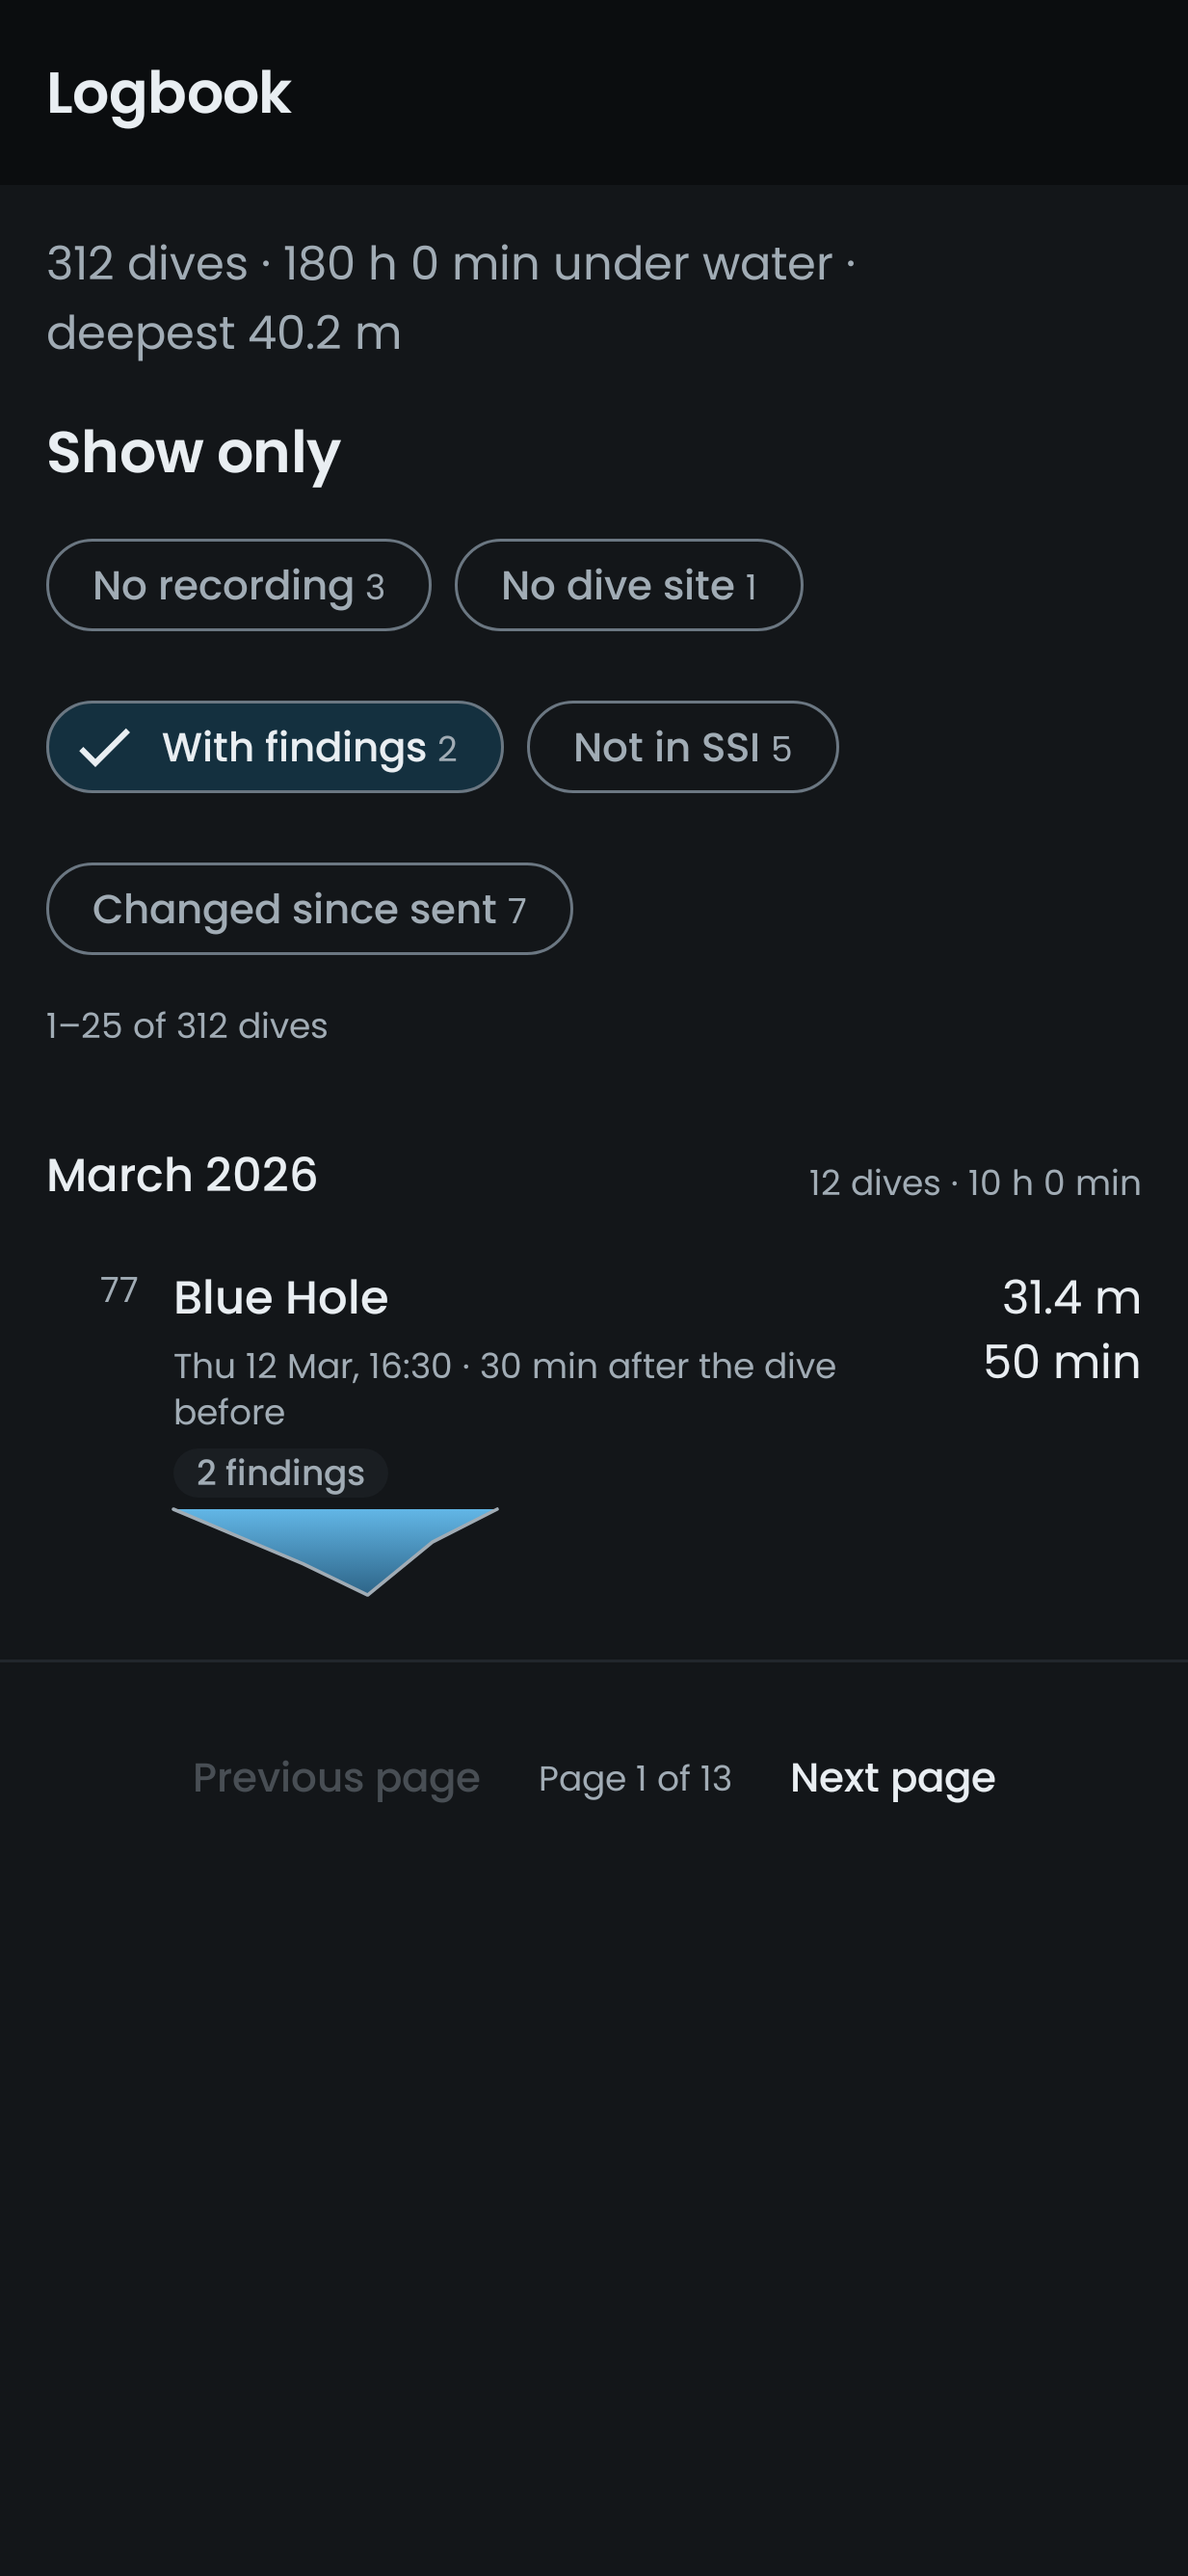 Logbook
312 dives · 180 h 0 min under water ·
deepest 40.2 m
Show only
No recording 3
No dive site 1
With findings 2
Not in SSI 5
Changed since sent 7
1–25 of 312 dives
March 2026
12 dives · 10 h 0 min
77
Blue Hole
31.4 m
Thu 12 Mar, 16:30 · 30 min after the dive
before
50 min
2 findings
Previous page
Page 1 of 13
Next page